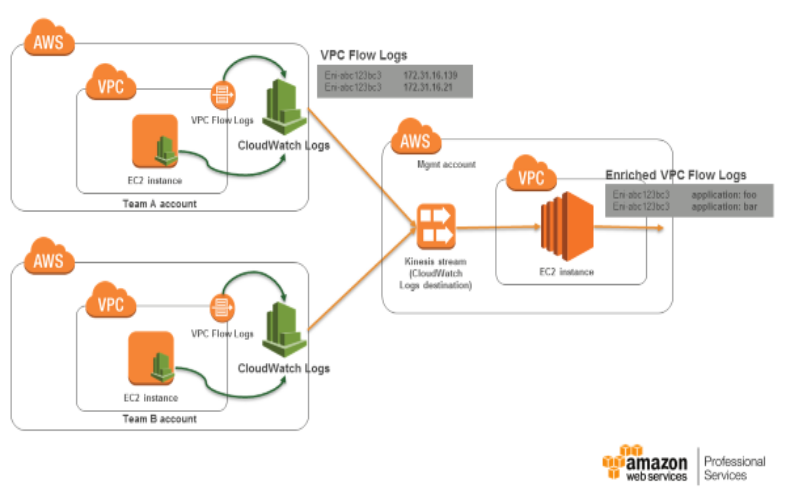 AWS
VPC
VPC Flow Logs
CloudWatch Logs
EC2 instance
Team A account
VPC Flow Logs
Eni-abc123bc3 172.31.16.139
Eni-abc123bc3 172.31.16.21
AWS
Mgmt account
VPC
Enriched VPC Flow Logs
Eni-abc123bc3 application: foo
Eni-abc123bc3 application: bar
Kinesis stream
(CloudWatch
Logs destination)
EC2 instance
AWS
VPC
VPC Flow Logs
CloudWatch Logs
EC2 instance
Team B account
amazon
web services
Professional
Services